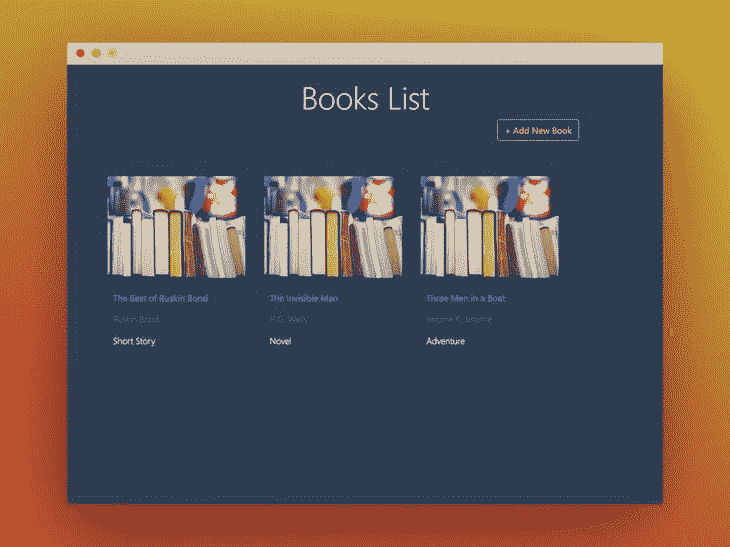 Books List
+ Add New Book
The Best of Ruskin Bond
The Invisible Man
Three Men in a Boat
Ruskin Bond
H.G. Wells
Jerome K. Jerome
Short Story
Novel
Adventure